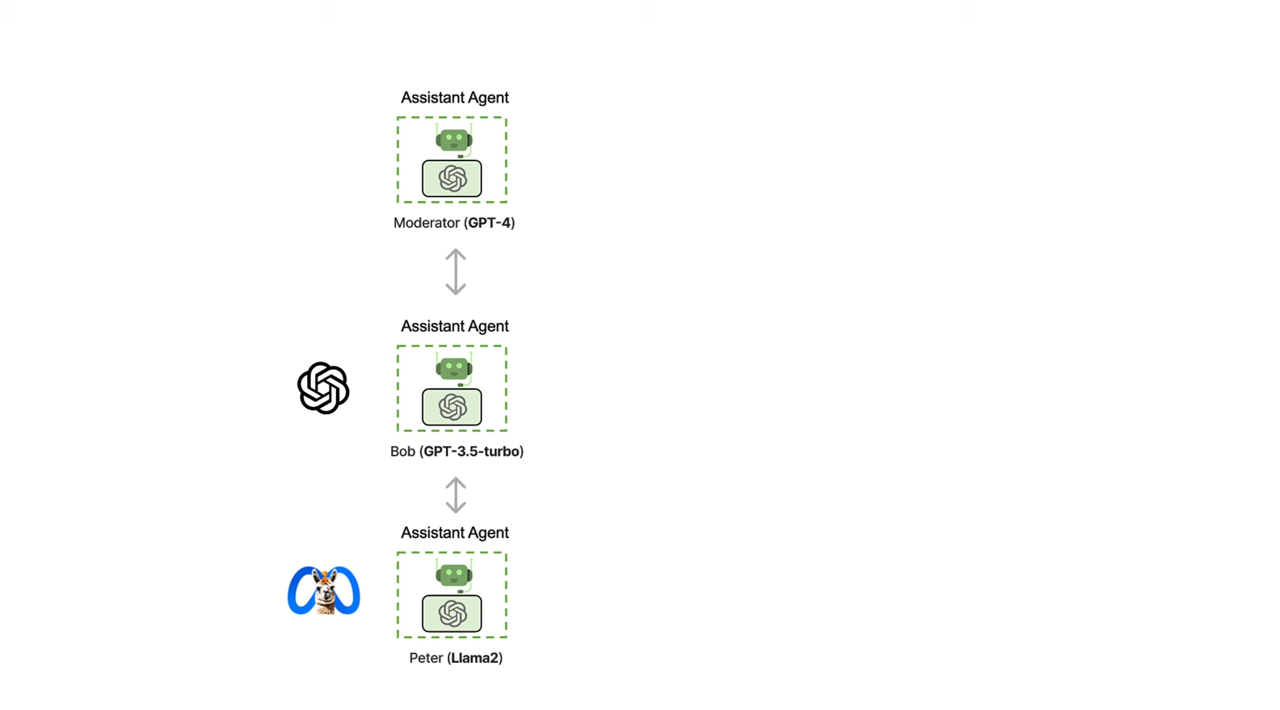 Assistant Agent
Moderator (GPT-4)
Assistant Agent
Bob (GPT-3.5-turbo)
Assistant Agent
Peter (Llama2)